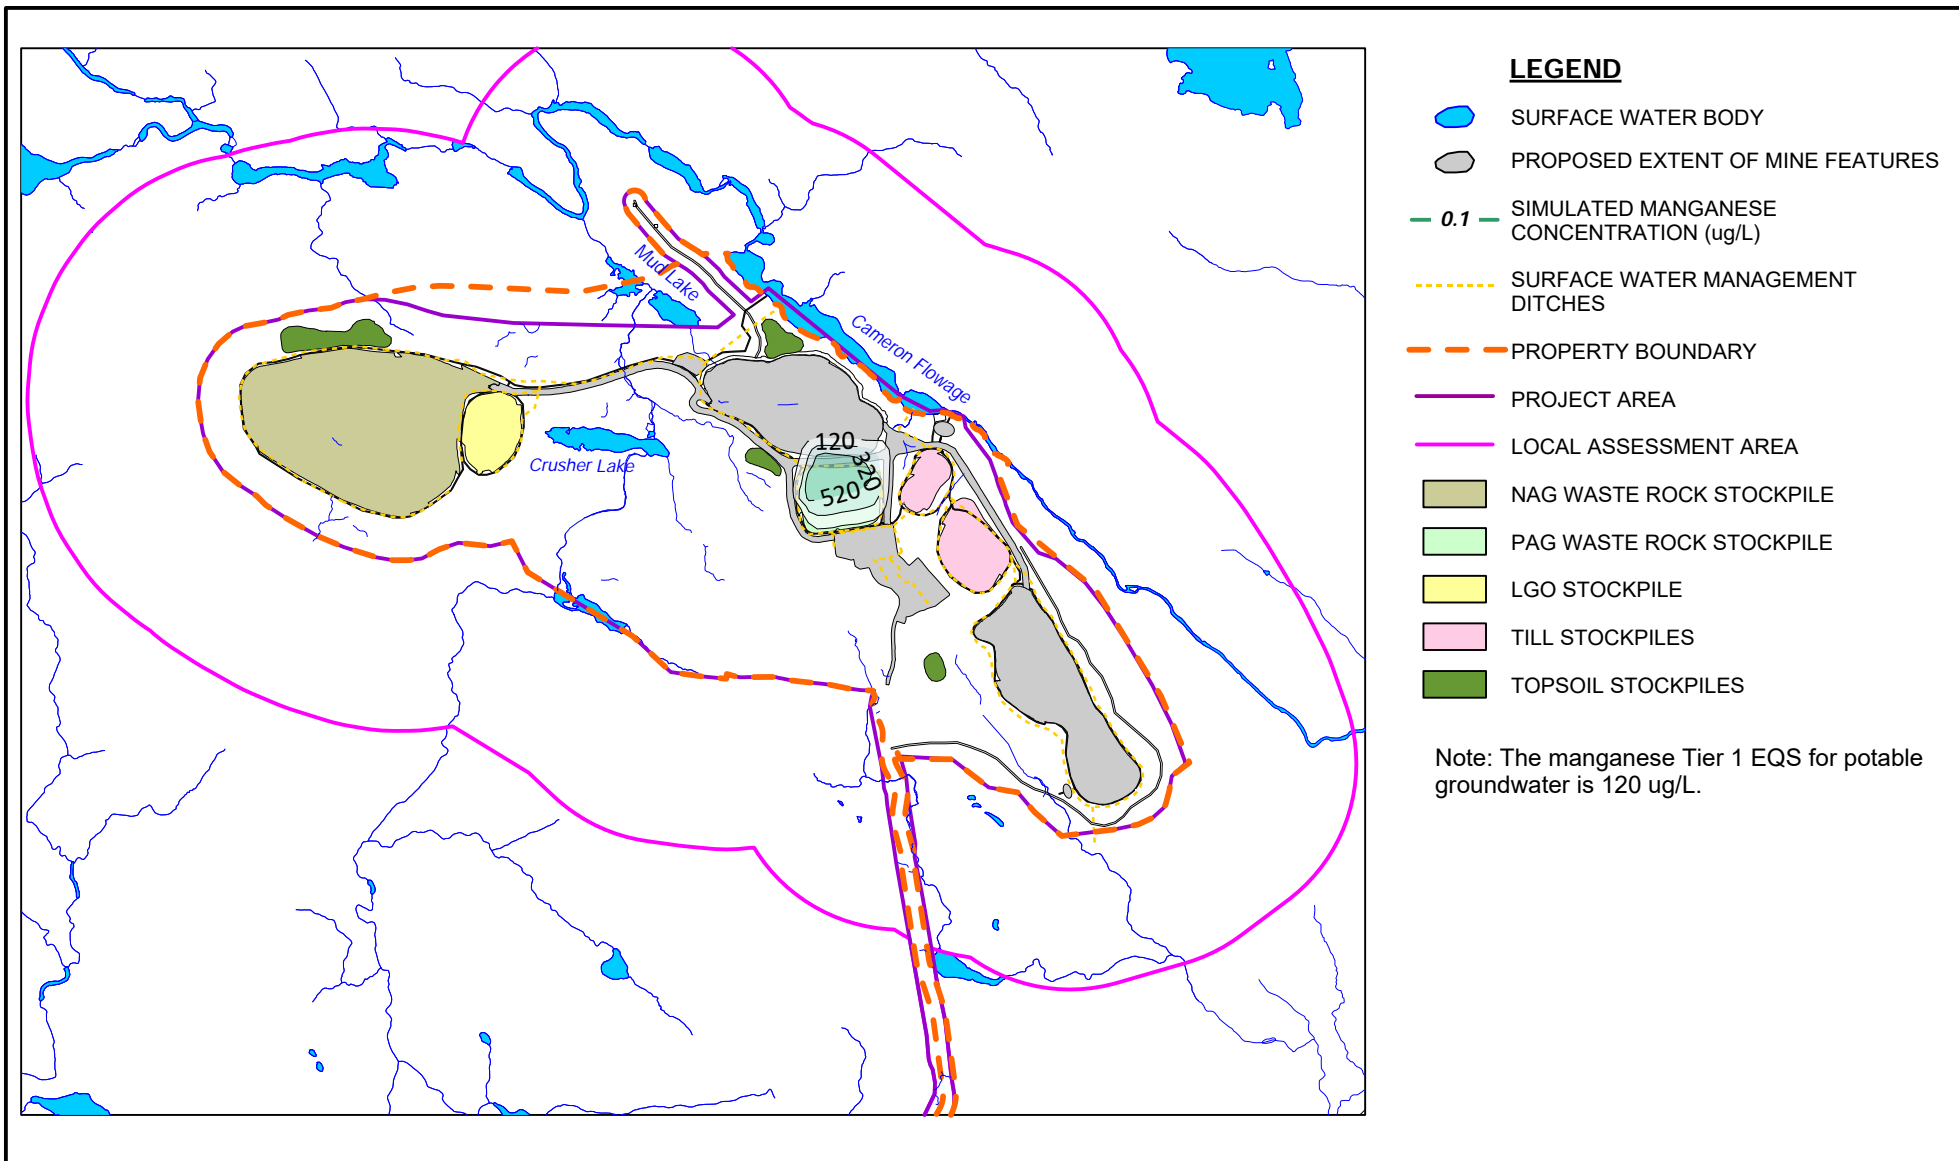 LEGEND
SURFACE WATER BODY
PROPOSED EXTENT OF MINE FEATURES
0.1
SIMULATED MANGANESE
CONCENTRATION (ug/L)
SURFACE WATER MANAGEMENT
DITCHES
PROPERTY BOUNDARY
PROJECT AREA
LOCAL ASSESSMENT AREA
NAG WASTE ROCK STOCKPILE
PAG WASTE ROCK STOCKPILE
LGO STOCKPILE
TILL STOCKPILES
TOPSOIL STOCKPILES
Note: The manganese Tier 1 EQS for potable
groundwater is 120 ug/L.
Mud Lake
Cameron Flowage
Crusher Lake
120
320
520